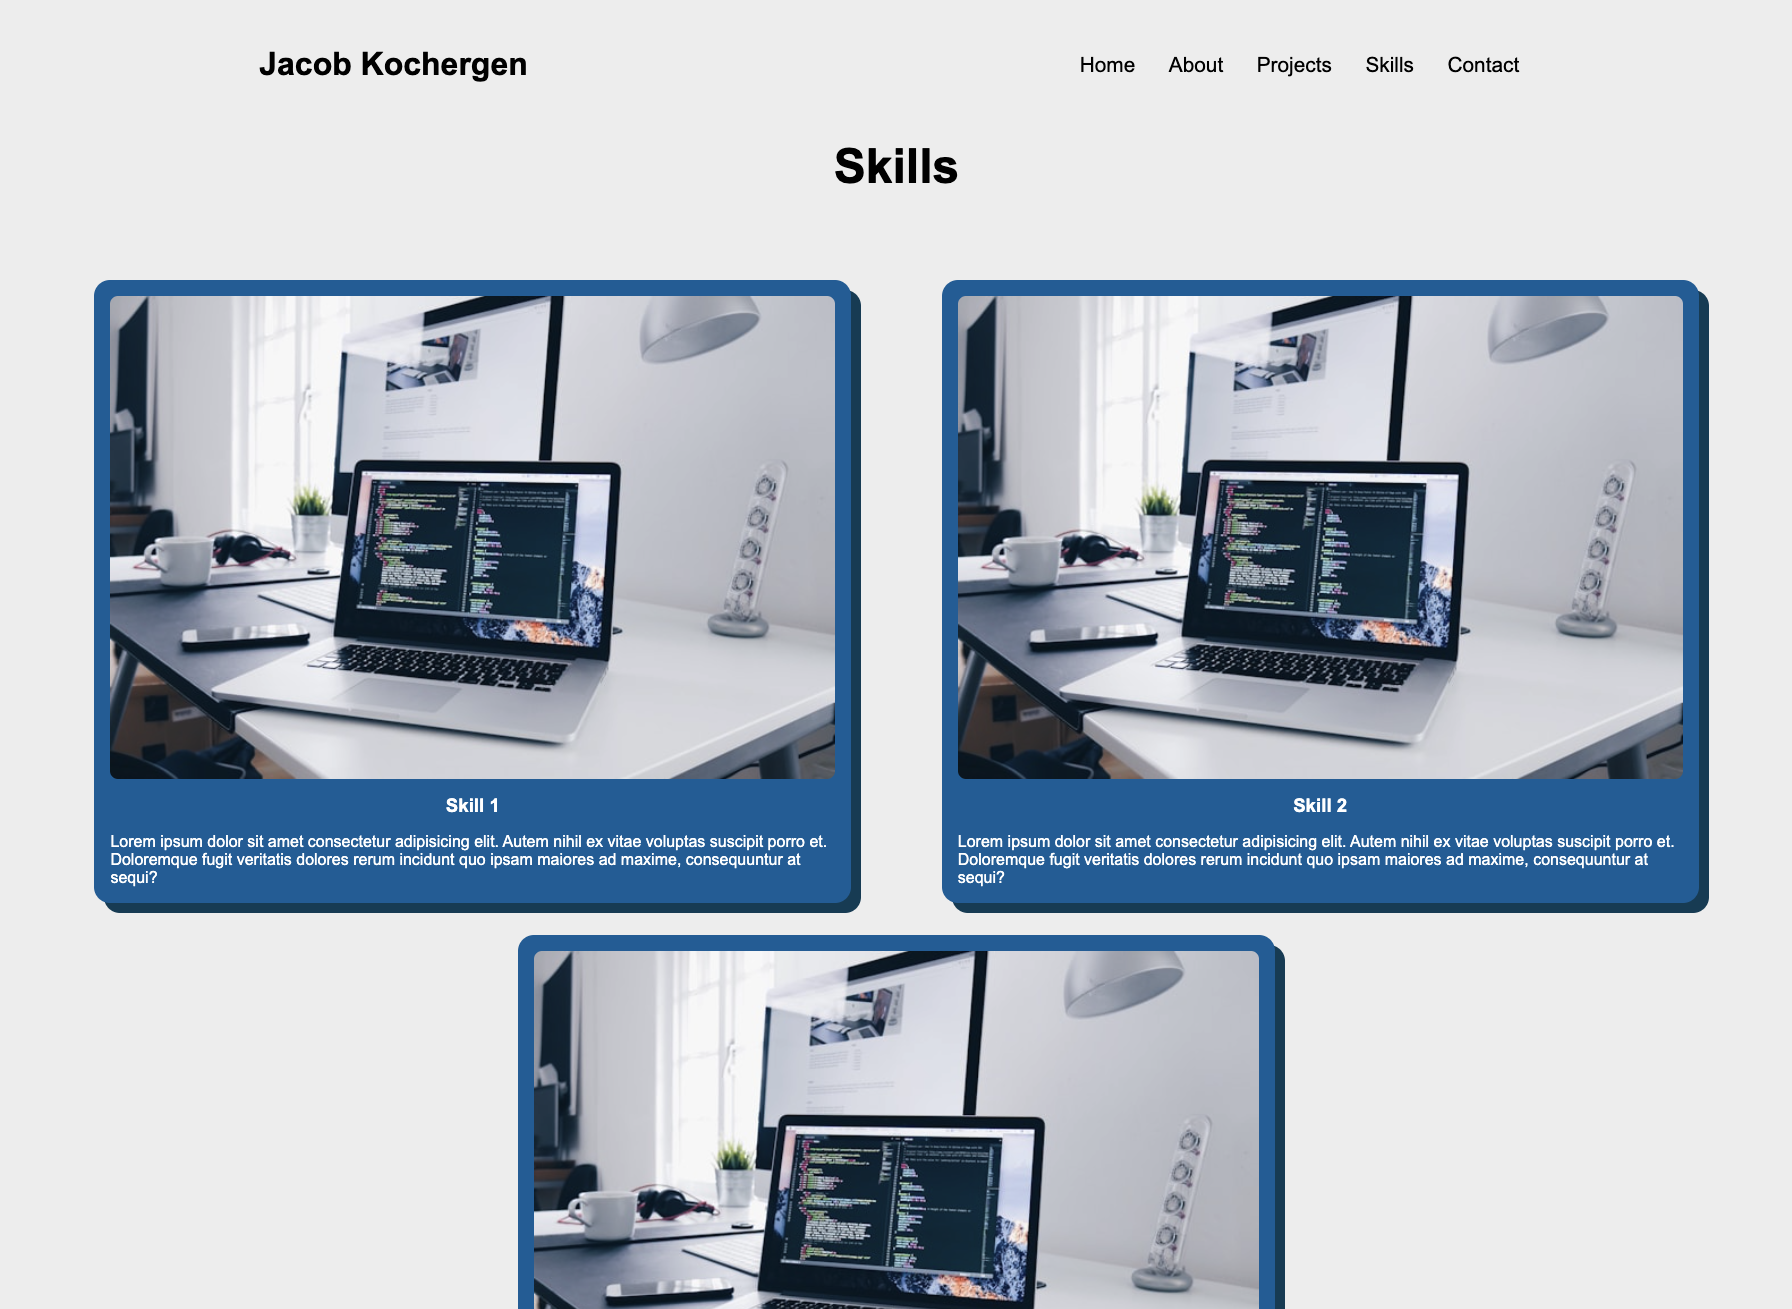 Jacob Kochergen
Home About Projects Skills Contact
Skills
Skill 1
Lorem ipsum dolor sit amet consectetur adipisicing elit. Autem nihil ex vitae voluptas suscipit porro et.
Doloremque fugit veritatis dolores rerum incidunt quo ipsam maiores ad maxime, consequuntur at
sequi?
Skill 2
Lorem ipsum dolor sit amet consectetur adipisicing elit. Autem nihil ex vitae voluptas suscipit porro et.
Doloremque fugit veritatis dolores rerum incidunt quo ipsam maiores ad maxime, consequuntur at
sequi?